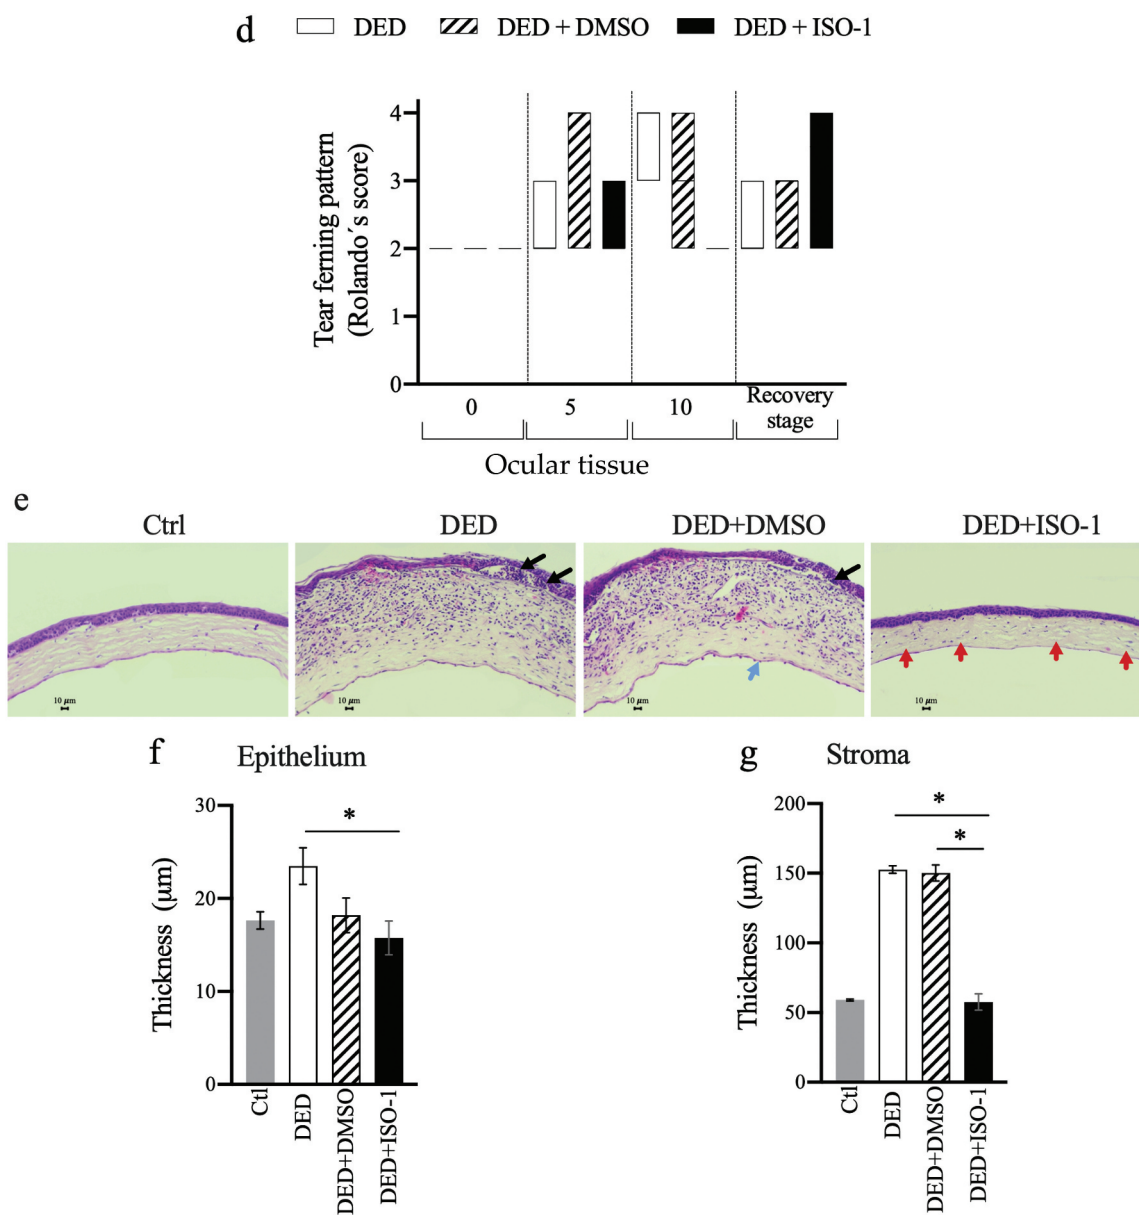 d
DED
DED + DMSO
DED + ISO-1
Tear ferning pattern
(Rolando´s score)
4
3
2
1
0
0
5
10
Recovery
stage
Ocular tissue
e
Ctrl
DED
DED+DMSO
DED+ISO-1
10 µm
10 µm
10 µm
10 µm
f
Epithelium
Thickness (µm)
30
20
10
0
*
Ctl
DED
DED+DMSO
DED+ISO-1
g
Stroma
Thickness (µm)
200
150
100
50
0
*
*
Ctl
DED
DED+DMSO
DED+ISO-1